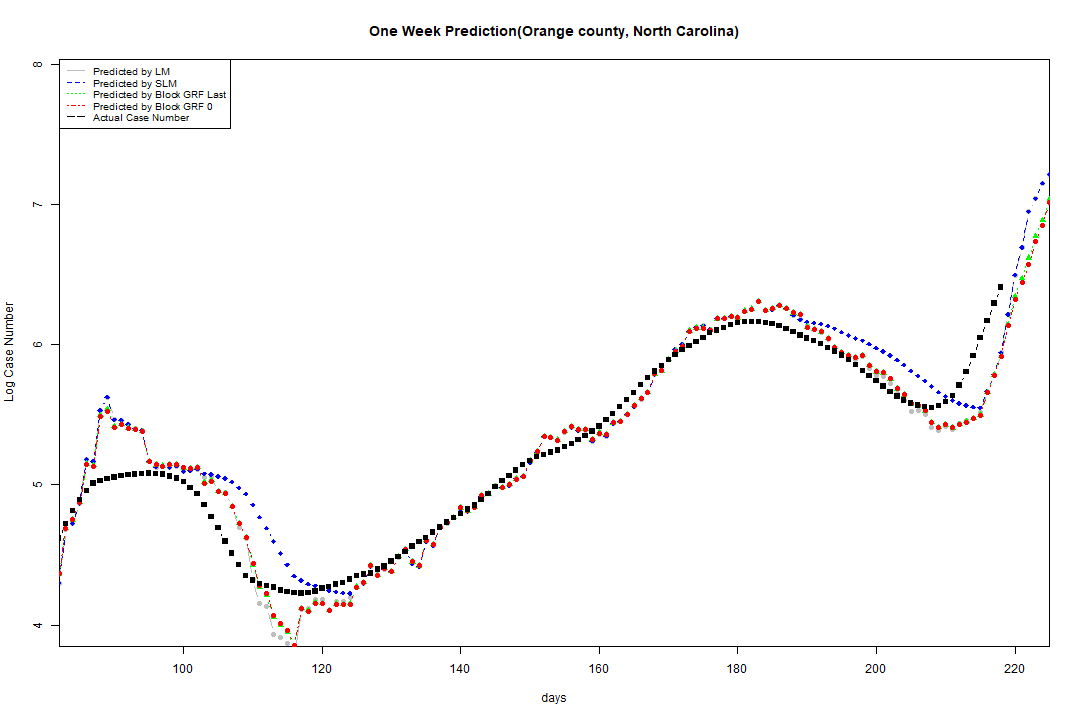 One Week Prediction(Orange county, North Carolina)
Predicted by LM
Predicted by SLM
Predicted by Block GRF Last
Predicted by Block GRF 0
Actual Case Number
8
7
6
5
4
Log Case Number
100 120 140 160 180 200 220
days